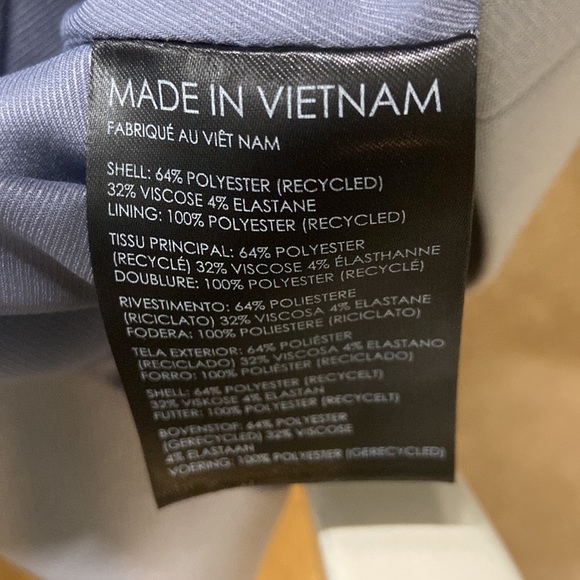 MADE IN VIETNAM
FABRIQUÉ AU VIÊT NAM
SHELL: 64% POLYESTER (RECYCLED)
32% VISCOSE 4% ELASTANE
LINING: 100% POLYESTER (RECYCLED)
TISSU PRINCIPAL: 64% POLYESTER
(RECYCLÉ) 32% VISCOSE 4% ÉLASTHANNE
DOUBLURE: 100% POLYESTER (RECYCLÉ)
RIVESTIMENTO: 64% POLIESTERE
(RICICLATO) 32% VISCOSA 4% ELASTANE
FODERA: 100% POLIESTERE (RICICLATO)
TELA EXTERIOR: 64% POLIÉSTER
(RECICLADO) 32% VISCOSA 4% ELASTANO
FORRO: 100% POLIÉSTER (RECICLADO)
SHELL: 64% POLYESTER (RECYCELT)
32% VISKOSE 4% ELASTAN
FUTTER: 100% POLYESTER (RECYCELT)
BOVENSTOF: 64% POLYESTER
(GERECYCLED) 32% VISCOSE
4% ELASTAAN
VOERING: 100% POLYESTER (GERECYCLED)